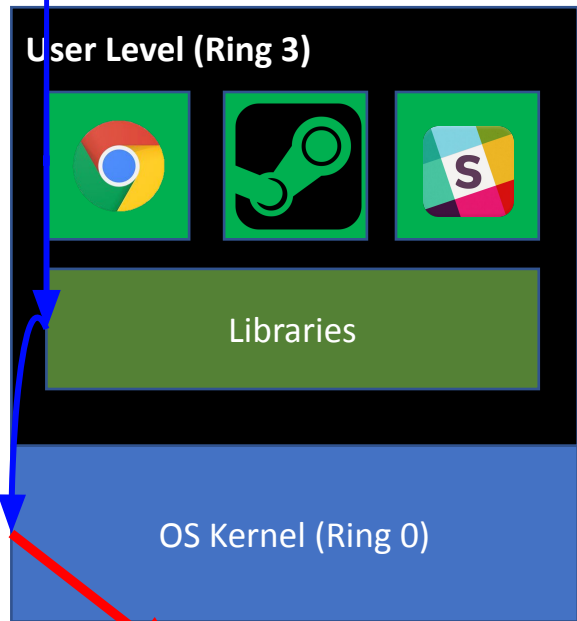 User Level (Ring 3)
S
Libraries
OS Kernel (Ring 0)